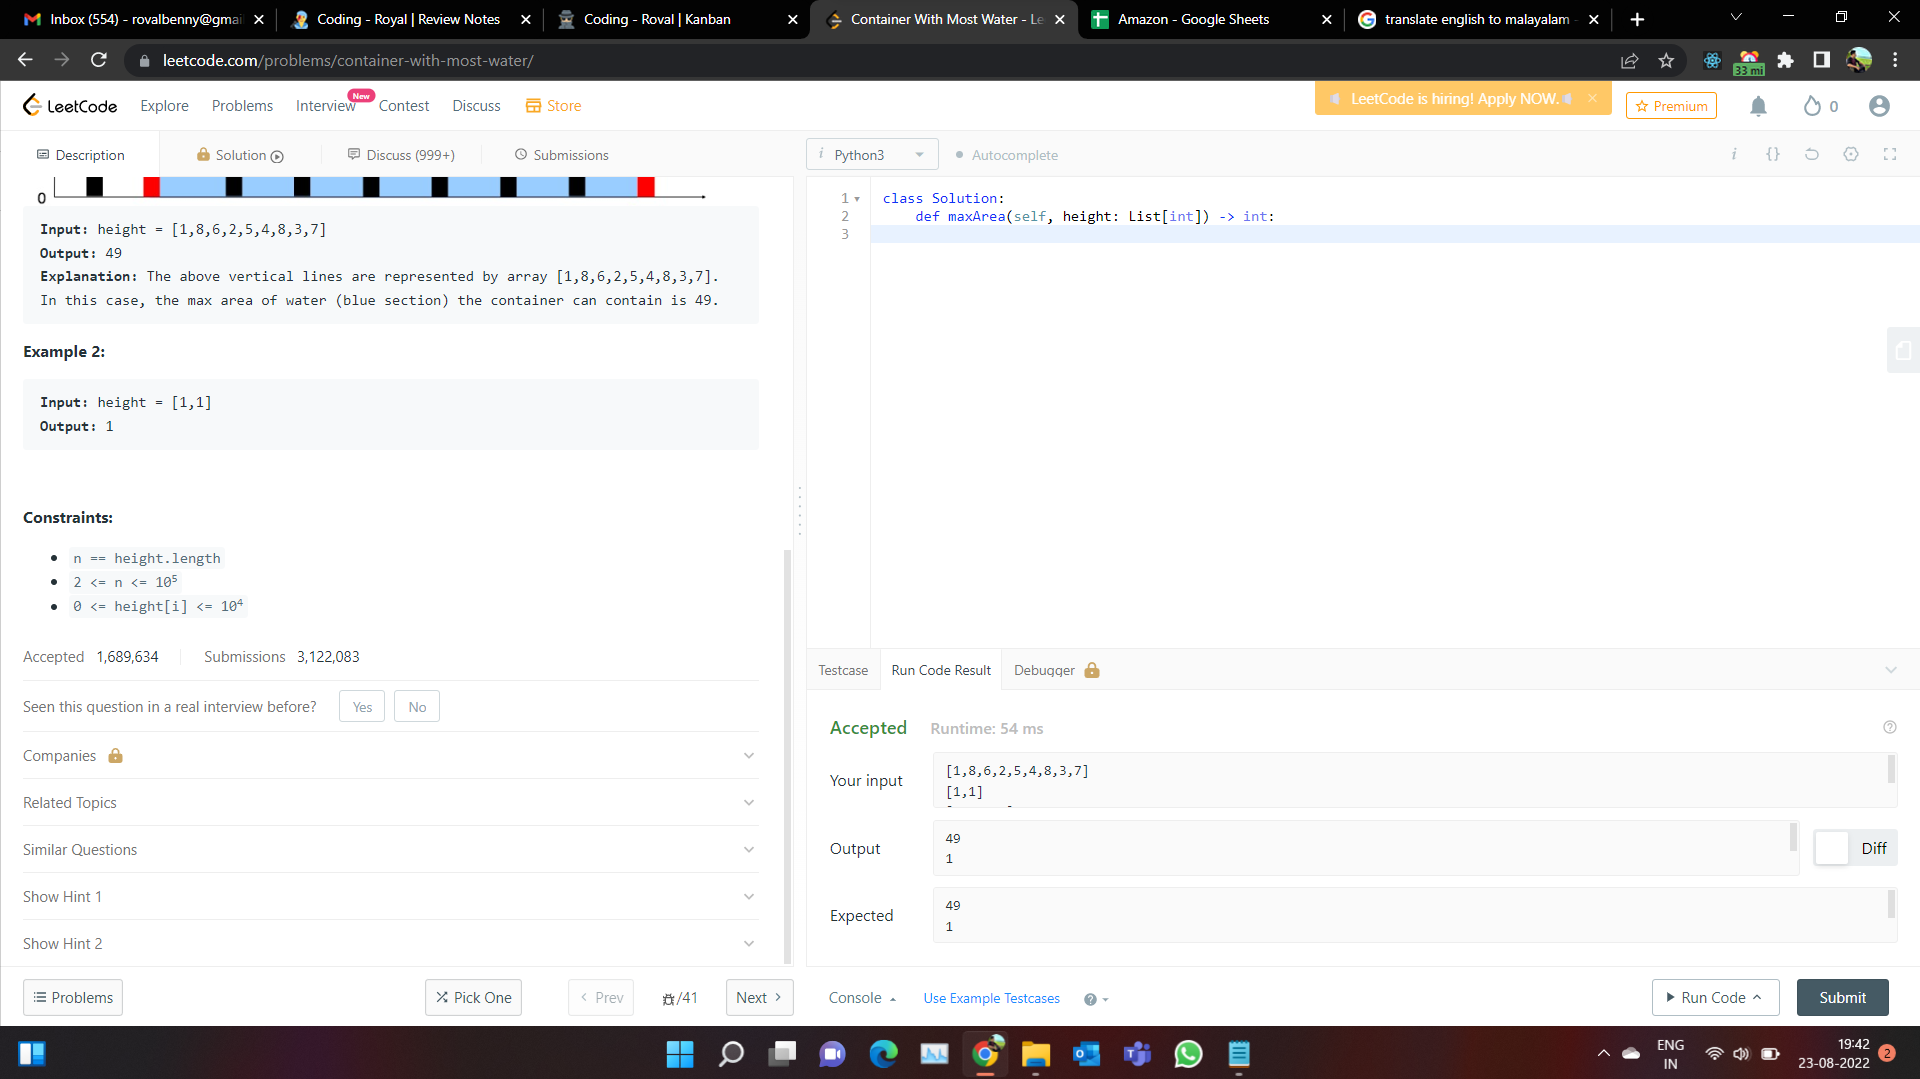 Inbox (554) - rovalbenny@gmai
Coding - Royal | Review Notes
Coding - Roval | Kanban
Container With Most Water - Le
Amazon - Google Sheets
translate english to malayalam -
leetcode.com/problems/container-with-most-water/
33 mi
LeetCode
Explore
Problems
Interview
New
Contest
Discuss
Store
LeetCode is hiring! Apply NOW.
Premium
0
Description
Solution
Discuss (999+)
Submissions
Python3
Autocomplete
0
Input: height = [1,8,6,2,5,4,8,3,7]
Output: 49
Explanation: The above vertical lines are represented by array [1,8,6,2,5,4,8,3,7].
In this case, the max area of water (blue section) the container can contain is 49.
Example 2:
Input: height = [1,1]
Output: 1
Constraints:
n == height.length
2 <= n <= 10⁵
0 <= height[i] <= 10⁴
Accepted 1,689,634
Submissions 3,122,083
Seen this question in a real interview before? Yes No
Companies
Related Topics
Similar Questions
Show Hint 1
Show Hint 2
Problems
Pick One
Prev
/41
Next
1 class Solution:
2 def maxArea(self, height: List[int]) -> int:
3
Testcase
Run Code Result
Debugger
Accepted Runtime: 54 ms
Your input
[1,8,6,2,5,4,8,3,7]
[1,1]
Output
49
1
Diff
Expected
49
1
Console
Use Example Testcases
Run Code
Submit
ENG
IN
19:42
23-08-2022
2